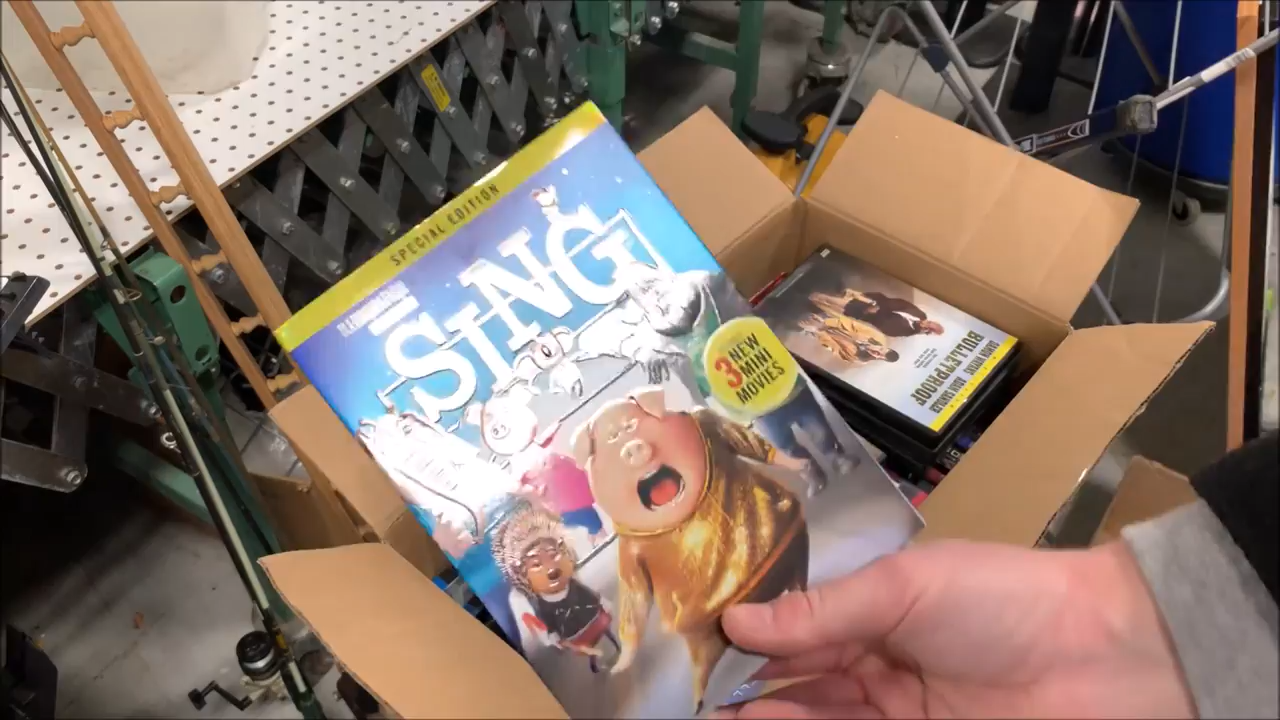 SPECIAL EDITION
SING
3 NEW
MINI
MOVIES
BULLETPROOF